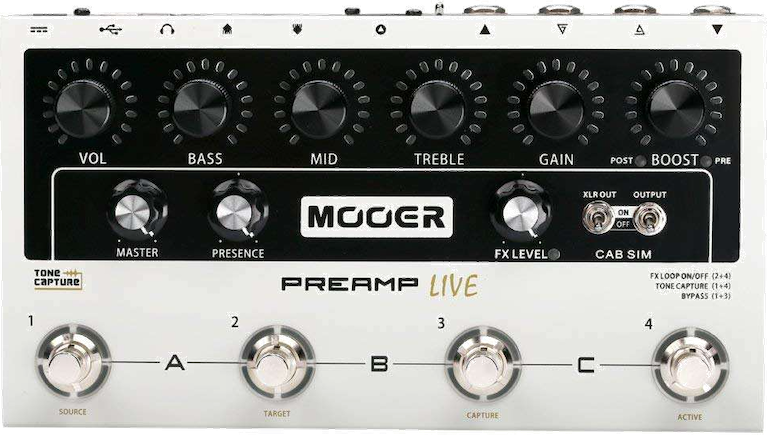 VOL BASS MID TREBLE GAIN POST BOOST PRE
XLR OUT OUTPUT
ON
OFF
MOOER
MASTER PRESENCE FX LEVEL CAB SIM
TONE
CAPTURE
PREAMP LIVE
FX LOOP ON/OFF (2+4)
TONE CAPTURE (1+4)
BYPASS (1+3)
1 2 3 4
A B C
SOURCE TARGET CAPTURE ACTIVE